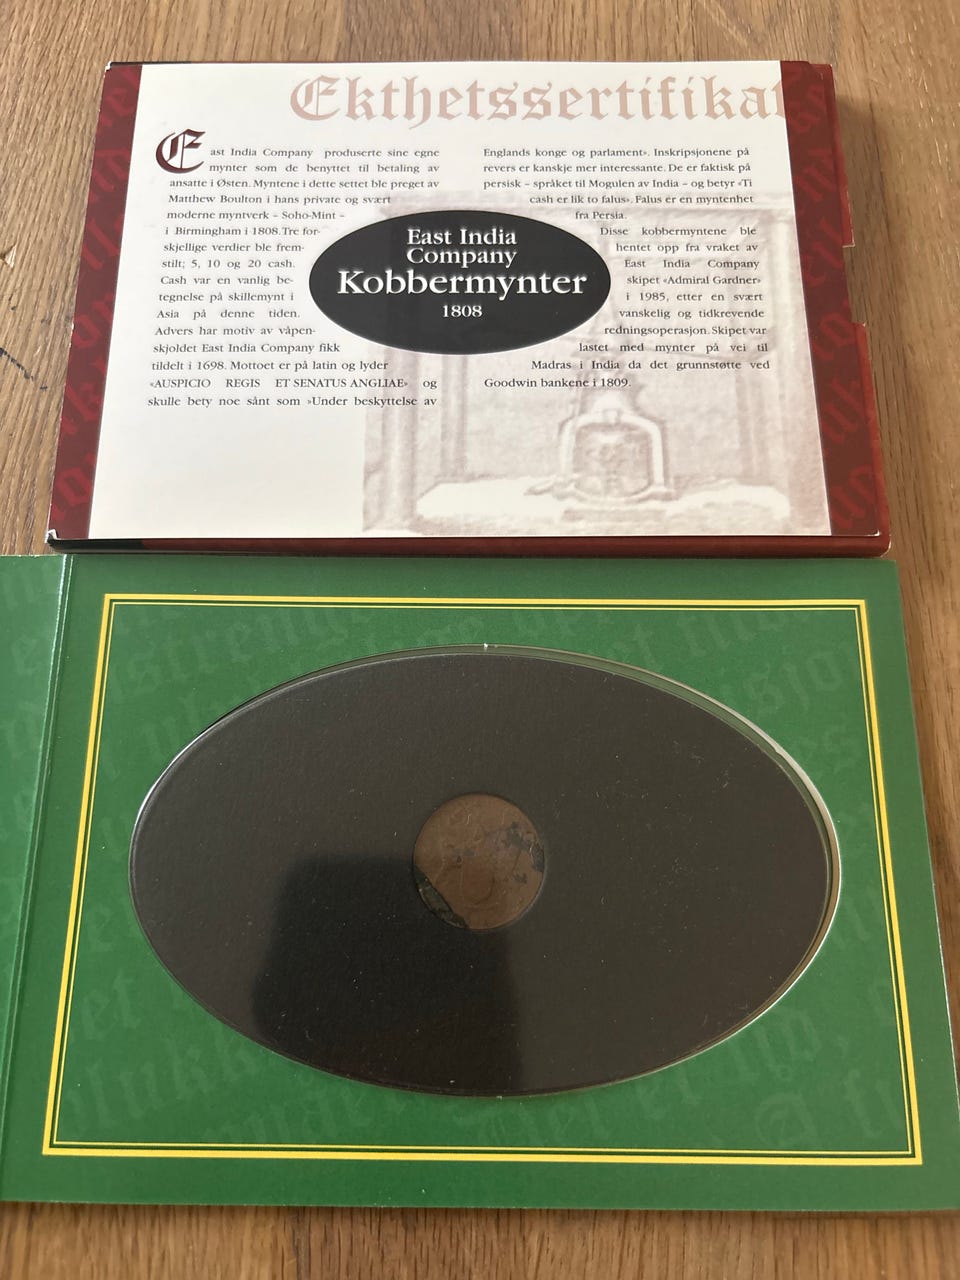 Ekthetssertifikat
East India Company produserte sine egne
mynter som de benyttet til betaling av
ansatte i Østen. Myntene i dette settet ble preget av
Matthew Boulton i hans private og svært
moderne myntverk – Soho-Mint –
i Birmingham i 1808. Tre for-
skjellige verdier ble frem-
stilt; 5, 10 og 20 cash.
Cash var en vanlig be-
tegnelse på skillemynt i
Asia på denne tiden.
Advers har motiv av våpen-
skjoldet East India Company fikk
tildelt i 1698. Mottoet er på latin og lyder
«AUSPICIO REGIS ET SENATUS ANGLIAE» og
skulle bety noe sånt som »Under beskyttelse av
Englands konge og parlament». Inskripsjonene på
revers er kanskje mer interessante. De er faktisk på
persisk – språket til Mogulen av India – og betyr «Ti
cash er lik to falus». Falus er en myntenhet
fra Persia.
Disse kobbermyntene ble
hentet opp fra vraket av
East India Company
skipet «Admiral Gardner»
i 1985, etter en svært
vanskelig og tidkrevende
redningsoperasjon. Skipet var
lastet med mynter på vei til
Madras i India da det grunnstøtte ved
Goodwin bankene i 1809.
East India
Company
Kobbermynter
1808